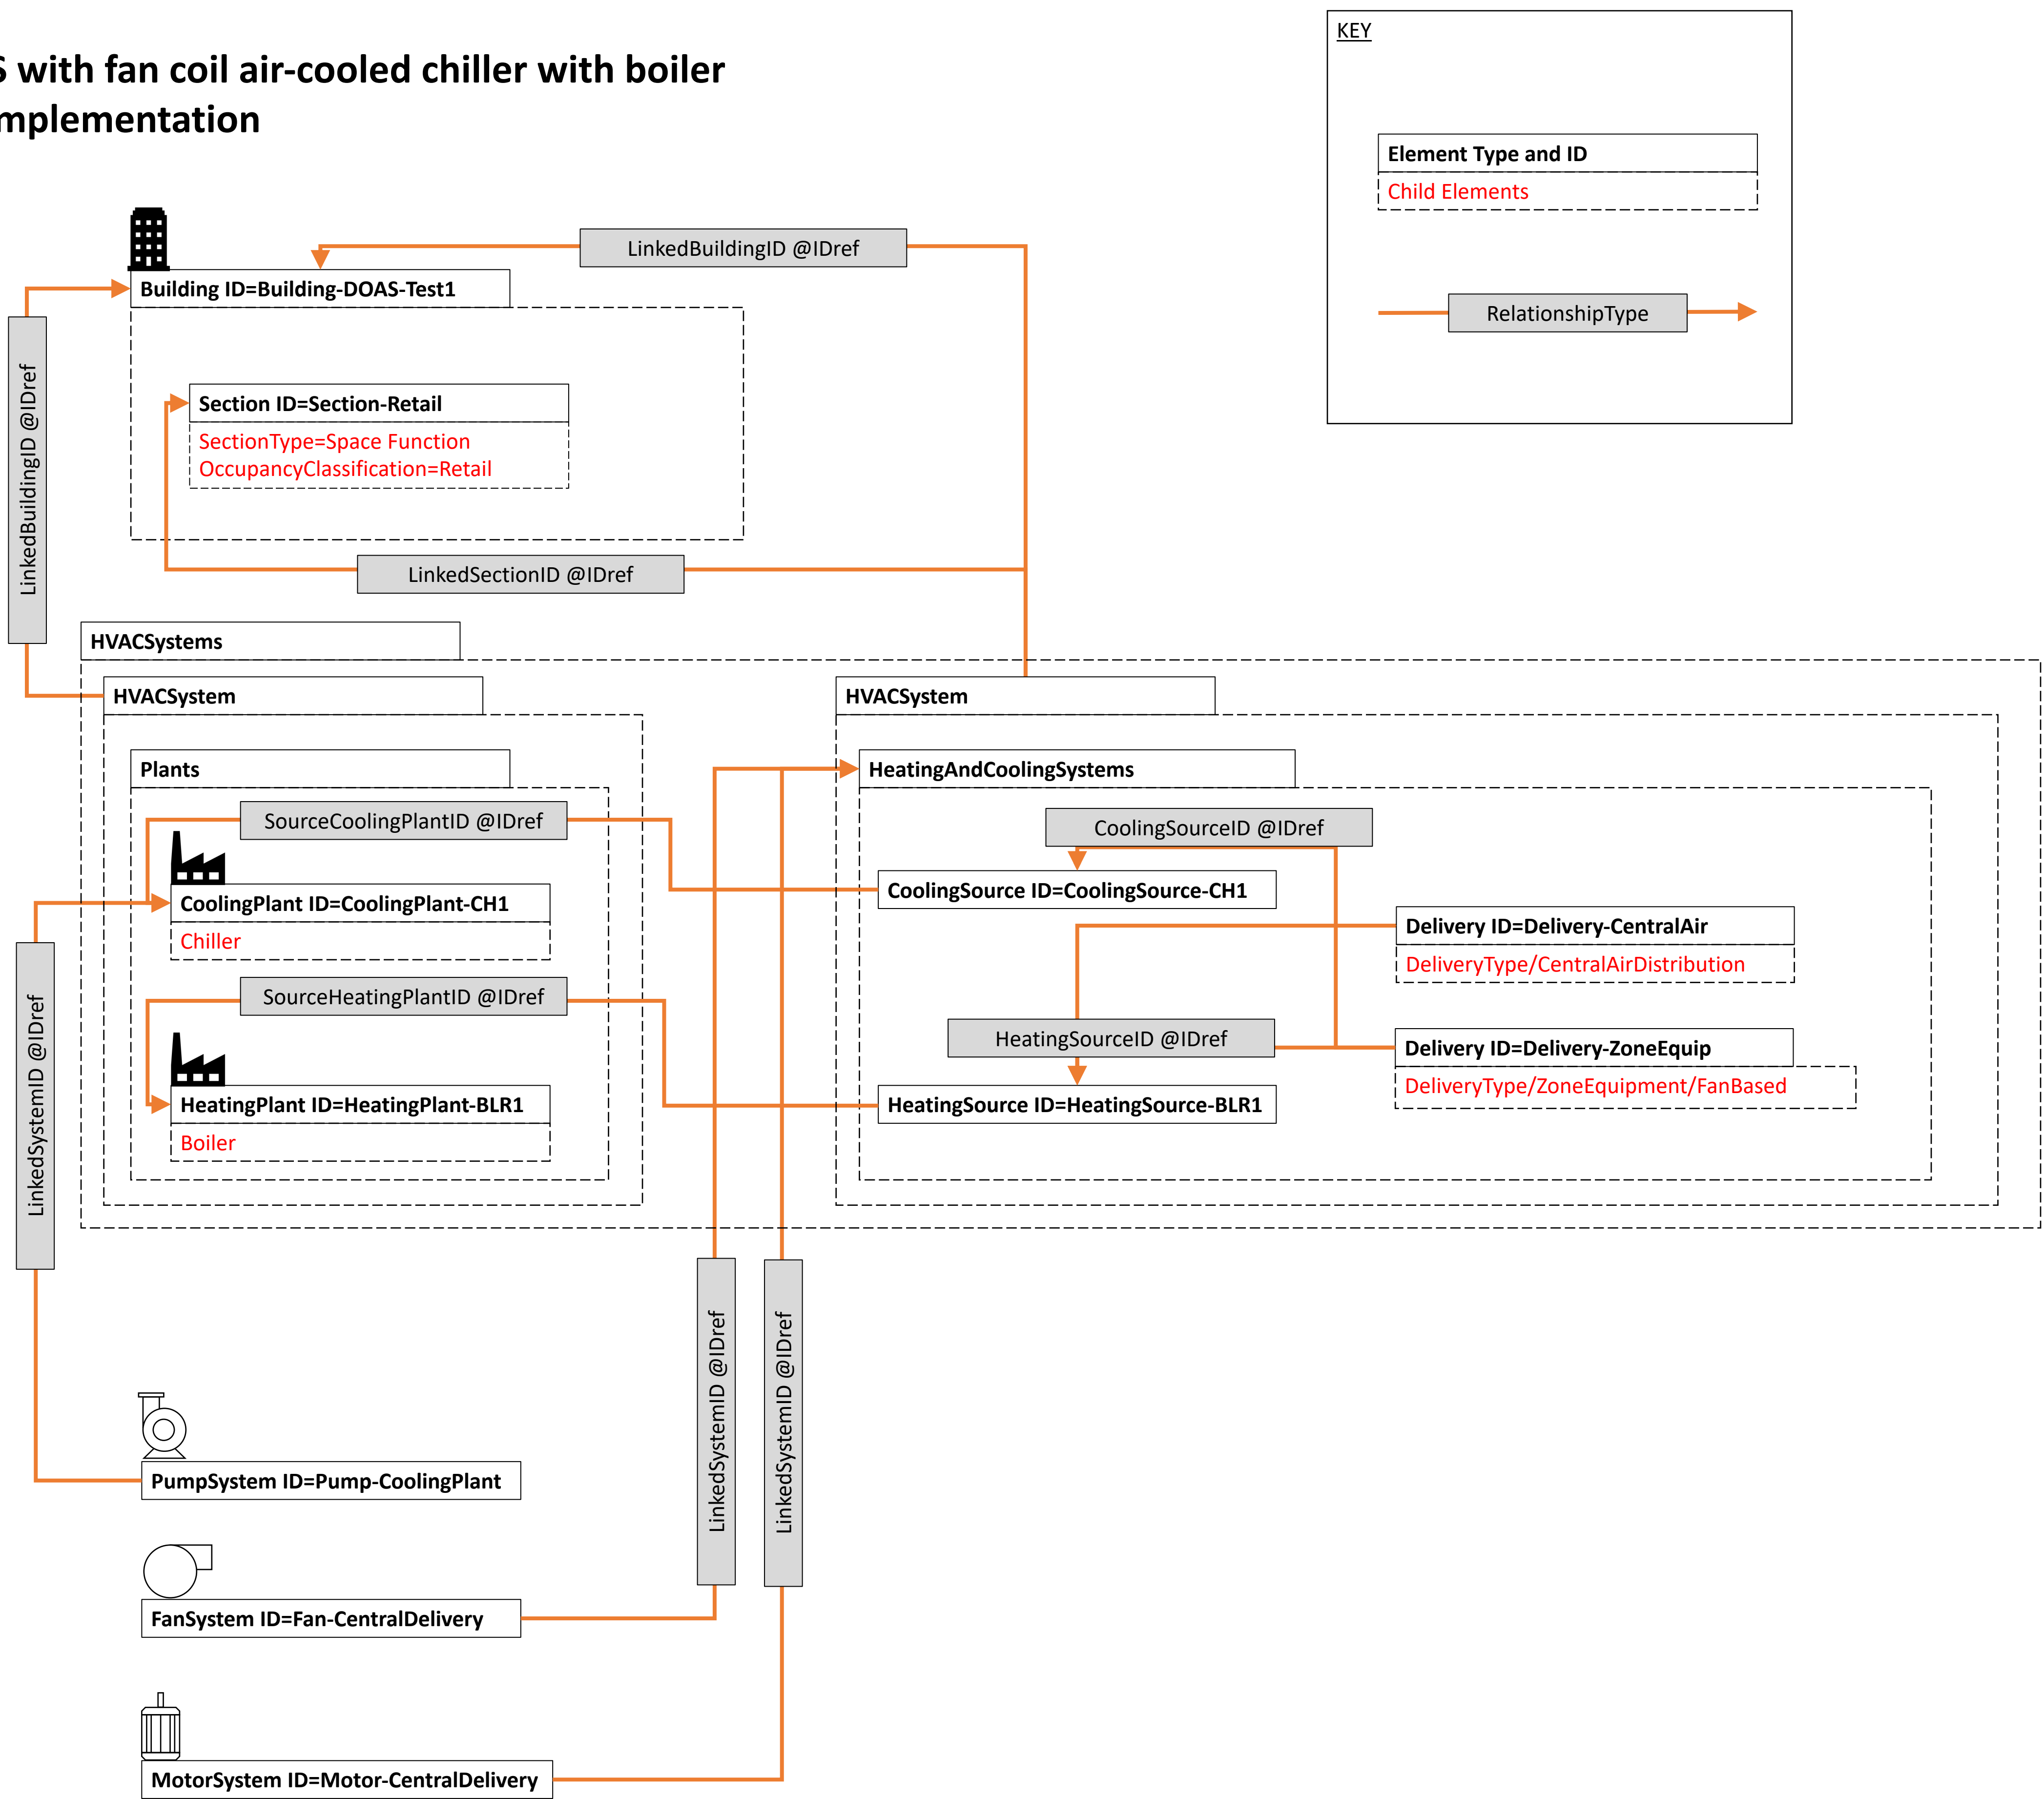 with fan coil air-cooled chiller with boiler
KEY
Element Type and ID
Child Elements
RelationshipType
LinkedBuildingID @IDref
Building ID=Building-DOAS-Test1
LinkedBuildingID @IDref
Section ID=Section-Retail
SectionType=Space Function
OccupancyClassification=Retail
LinkedSectionID @IDref
HVACSystems
HVACSystem
HVACSystem
Plants
HeatingAndCoolingSystems
SourceCoolingPlantID @IDref
CoolingSourceID @IDref
CoolingPlant ID=CoolingPlant-CH1
Chiller
CoolingSource ID=CoolingSource-CH1
Delivery ID=Delivery-CentralAir
DeliveryType/CentralAirDistribution
SourceHeatingPlantID @IDref
HeatingSourceID @IDref
Delivery ID=Delivery-ZoneEquip
DeliveryType/ZoneEquipment/FanBased
HeatingPlant ID=HeatingPlant-BLR1
Boiler
HeatingSource ID=HeatingSource-BLR1
LinkedSystemID @IDref
LinkedSystemID @IDref
LinkedSystemID @IDref
PumpSystem ID=Pump-CoolingPlant
FanSystem ID=Fan-CentralDelivery
MotorSystem ID=Motor-CentralDelivery